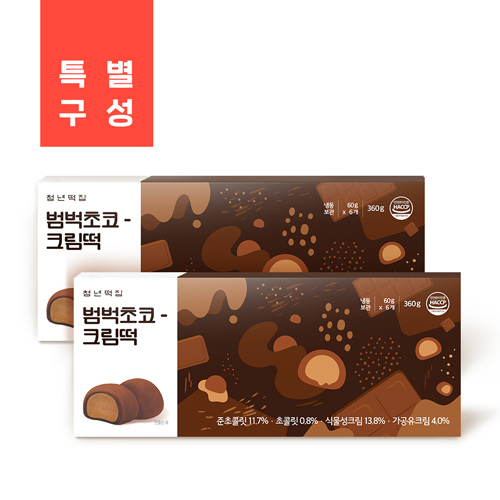 특별
구성
청년떡집
범벅초코-
크림떡
냉동
보관
60g
x 6개
360g
HACCP
청년떡집
범벅초코-
크림떡
냉동
보관
60g
x 6개
360g
HACCP
준초콜릿 11.7% · 초콜릿 0.8% · 식물성크림 13.8% · 가공유크림 4.0%